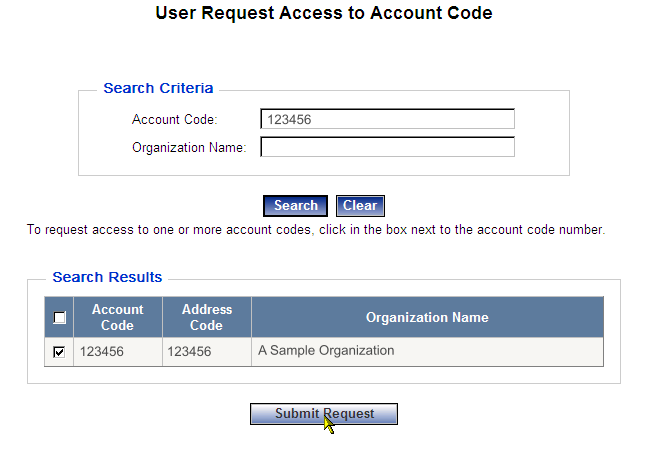 User Request Access to Account Code
Search Criteria
Account Code: 123456
Organization Name:
Search Clear
To request access to one or more account codes, click in the box next to the account code number.
Search Results
Account Code Address Code Organization Name
123456 123456 A Sample Organization
Submit Request